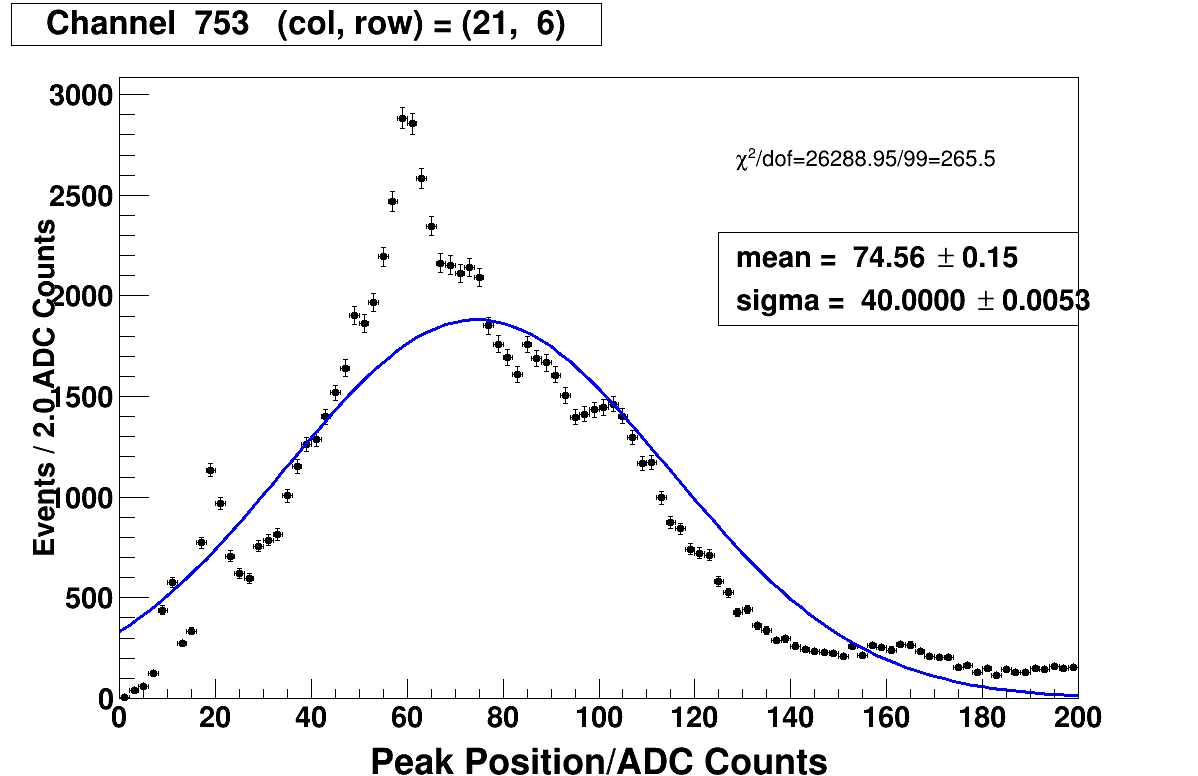 Channel 753 (col, row) = (21, 6)
3000
2500
2000
1500
1000
500
0
Events / 2.0 ADC Counts
χ²/dof=26288.95/99=265.5
mean = 74.56 ± 0.15
sigma = 40.0000 ± 0.0053
0 20 40 60 80 100 120 140 160 180 200
Peak Position/ADC Counts